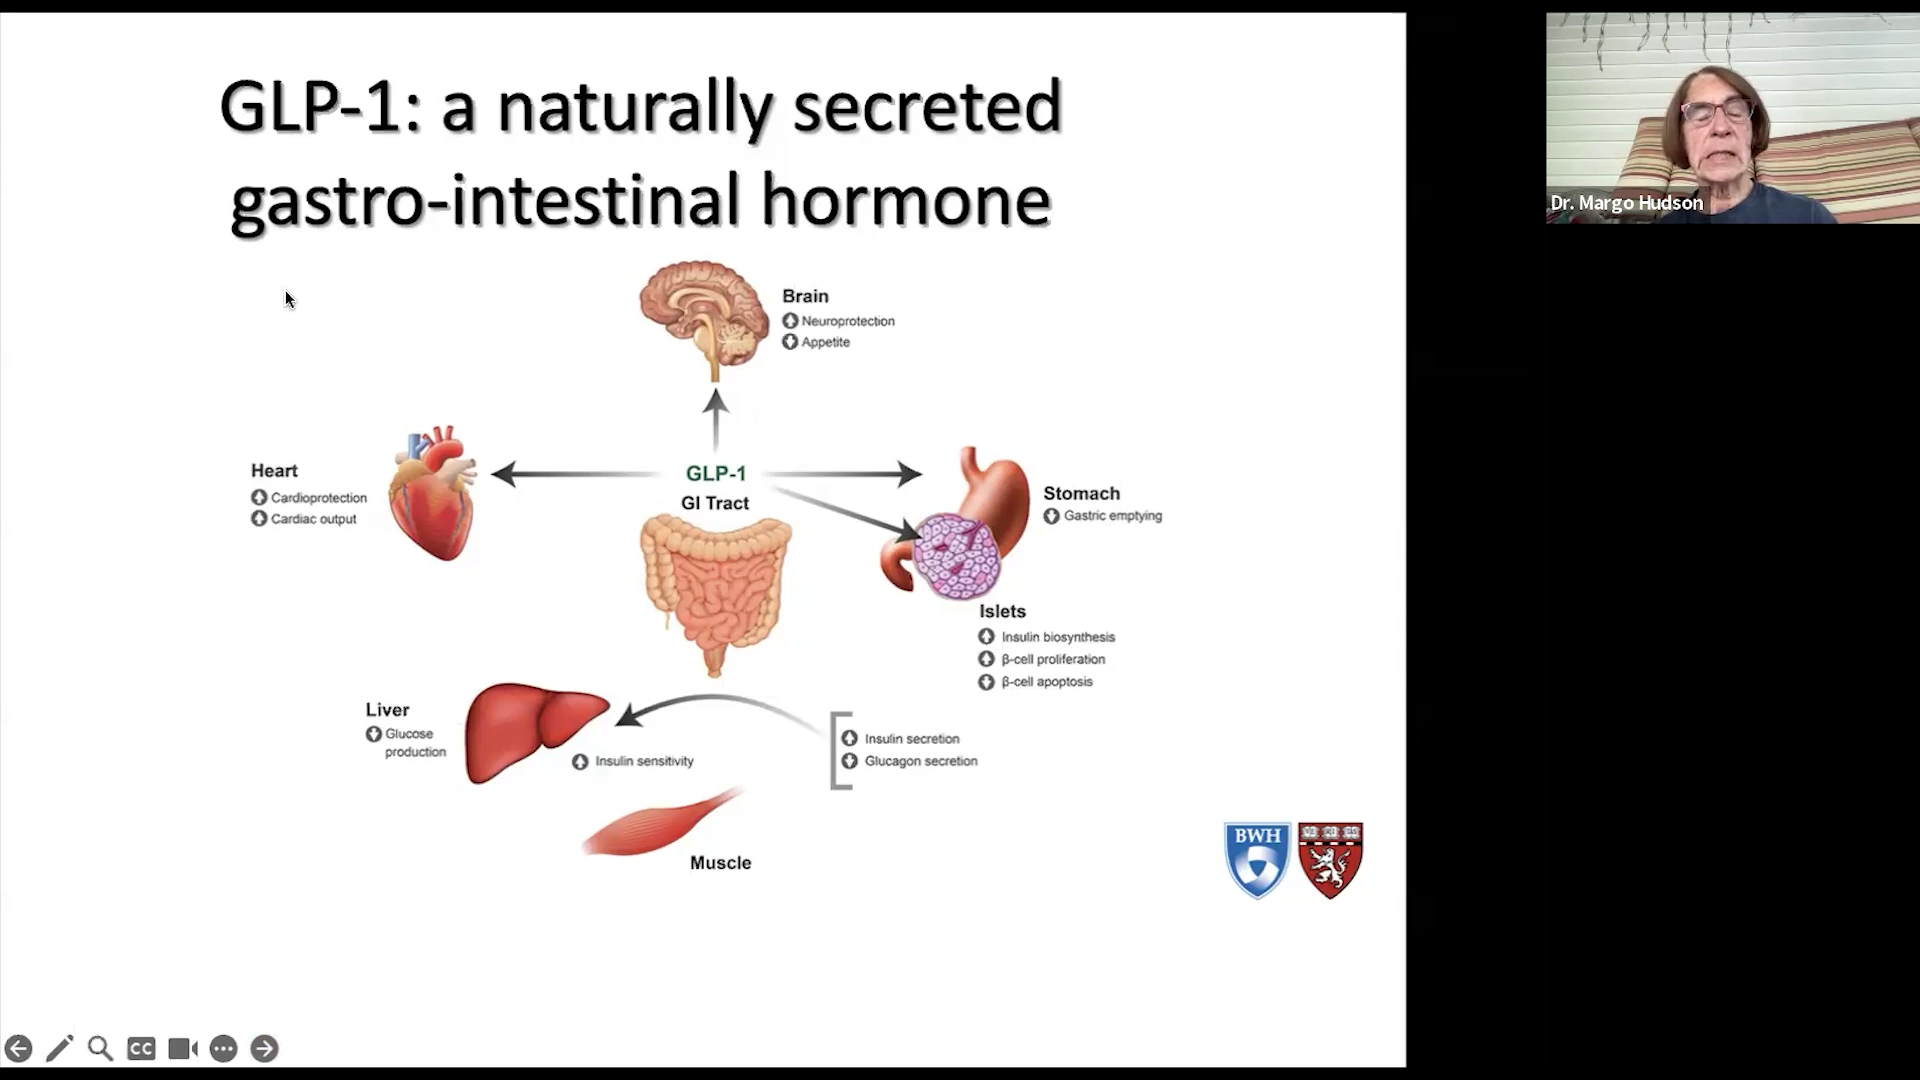 GLP-1: a naturally secreted
gastro-intestinal hormone
Dr. Margo Hudson
Brain
Neuroprotection
Appetite
Heart
Cardioprotection
Cardiac output
GLP-1
GI Tract
Stomach
Gastric emptying
Islets
Insulin biosynthesis
β-cell proliferation
β-cell apoptosis
Liver
Glucose
production
Insulin sensitivity
Insulin secretion
Glucagon secretion
Muscle
BWH
CC